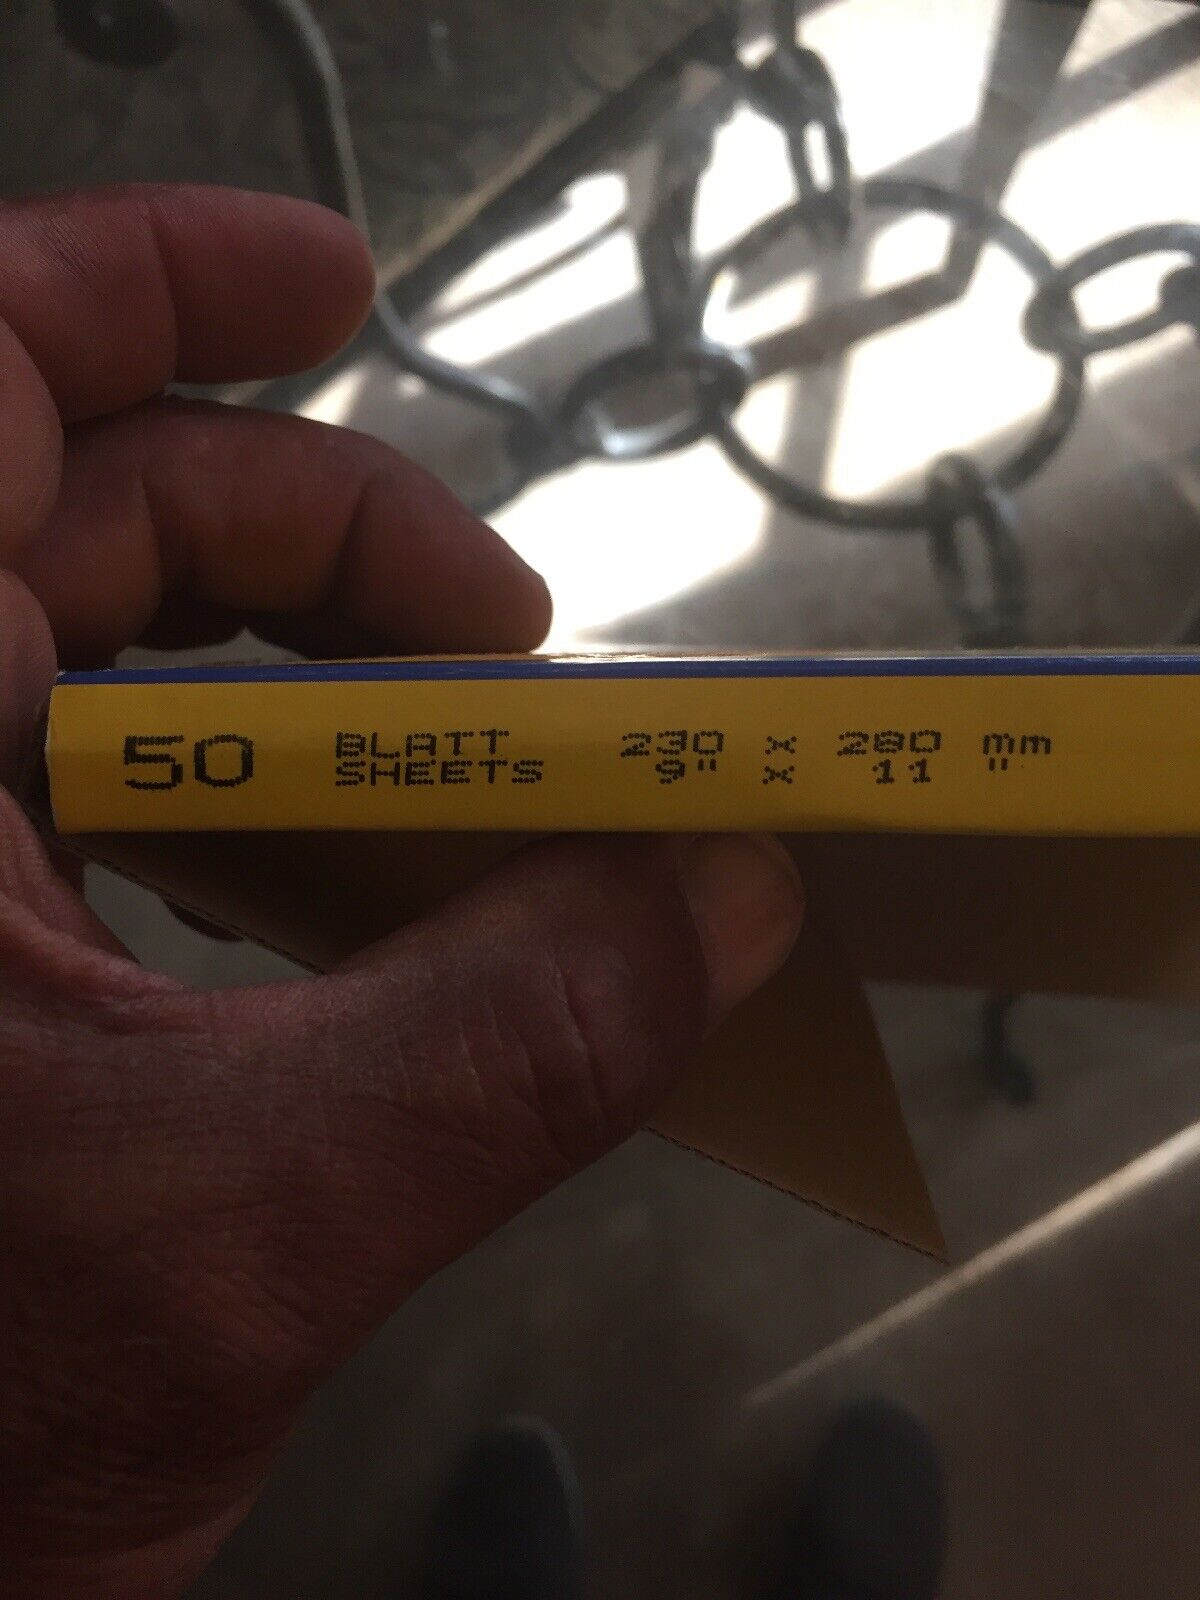 50 BLATT 230 x 280 mm
SHEETS 9" x 11 "